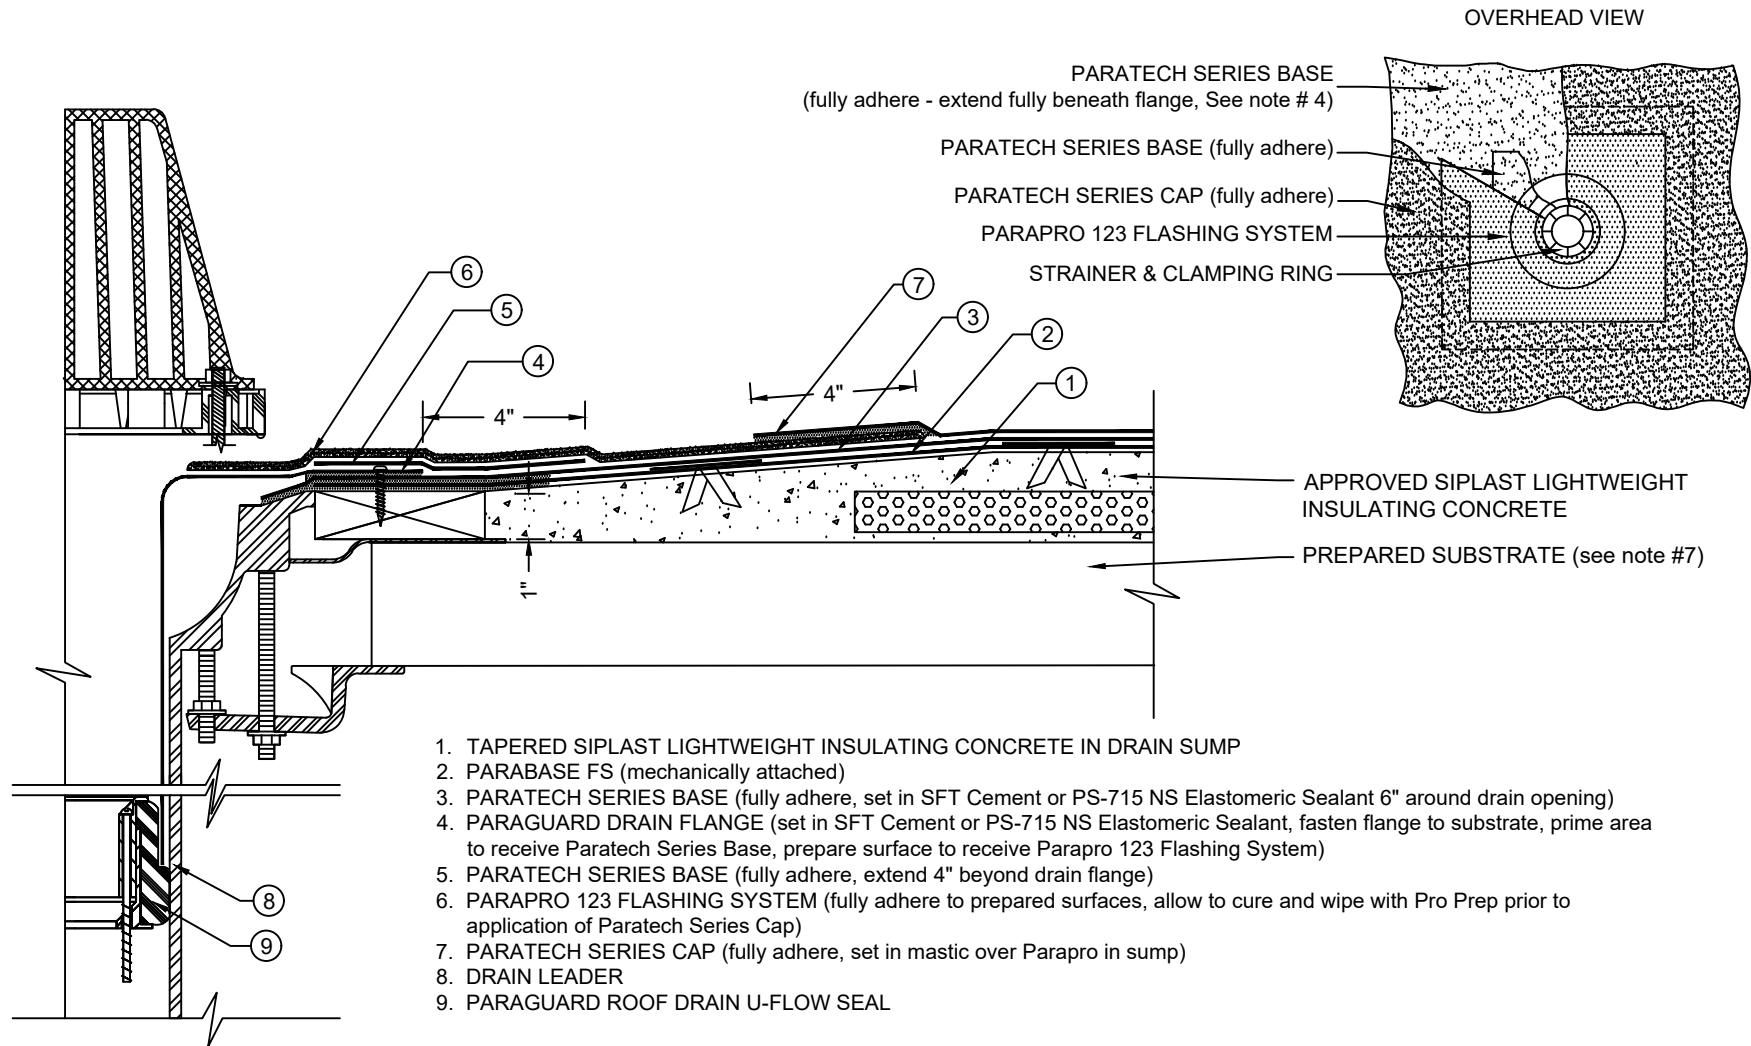 OVERHEAD VIEW
PARATECH SERIES BASE
(fully adhere - extend fully beneath flange, See note # 4)
PARATECH SERIES BASE (fully adhere)
PARATECH SERIES CAP (fully adhere)
PARAPRO 123 FLASHING SYSTEM
STRAINER & CLAMPING RING
6
5
4
7
3
2
1
4"
4"
1"
APPROVED SIPLAST LIGHTWEIGHT
INSULATING CONCRETE
PREPARED SUBSTRATE (see note #7)
8
9
1. TAPERED SIPLAST LIGHTWEIGHT INSULATING CONCRETE IN DRAIN SUMP
2. PARABASE FS (mechanically attached)
3. PARATECH SERIES BASE (fully adhere, set in SFT Cement or PS-715 NS Elastomeric Sealant 6" around drain opening)
4. PARAGUARD DRAIN FLANGE (set in SFT Cement or PS-715 NS Elastomeric Sealant, fasten flange to substrate, prime area
to receive Paratech Series Base, prepare surface to receive Parapro 123 Flashing System)
5. PARATECH SERIES BASE (fully adhere, extend 4" beyond drain flange)
6. PARAPRO 123 FLASHING SYSTEM (fully adhere to prepared surfaces, allow to cure and wipe with Pro Prep prior to
application of Paratech Series Cap)
7. PARATECH SERIES CAP (fully adhere, set in mastic over Parapro in sump)
8. DRAIN LEADER
9. PARAGUARD ROOF DRAIN U-FLOW SEAL